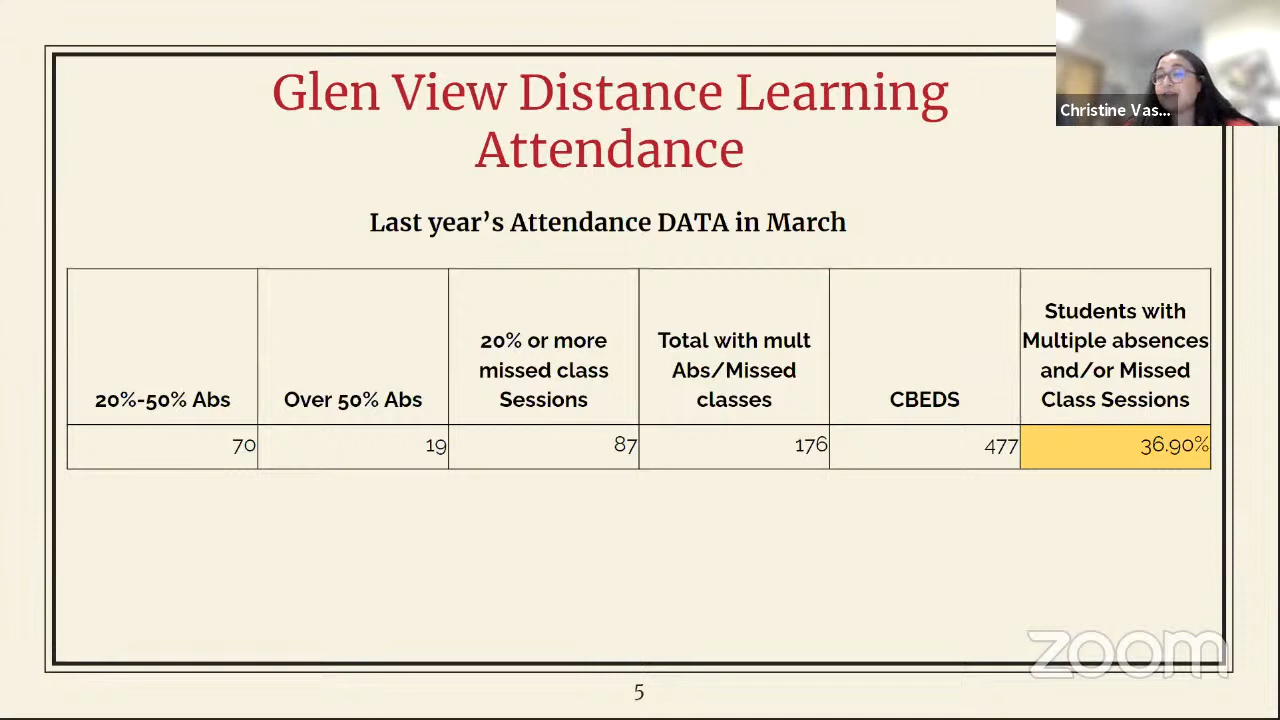 Glen View Distance Learning
Attendance
Christine Vas...
Last year's Attendance DATA in March
20%-50% Abs
Over 50% Abs
20% or more
missed class
Sessions
Total with mult
Abs/Missed
classes
CBEDS
Students with
Multiple absences
and/or Missed
Class Sessions
70
19
87
176
477
36.90%
zoom
5